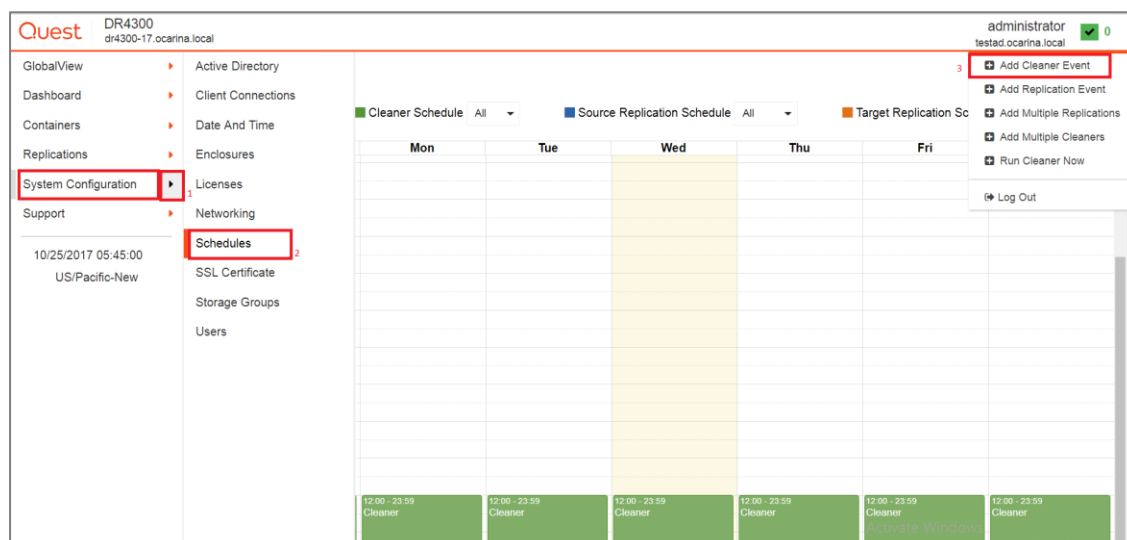 Quest
DR4300
dr4300-17.ocarina.local
administrator
testad.ocarina.local
0
GlobalView
Dashboard
Containers
Replications
System Configuration
1
Support
10/25/2017 05:45:00
US/Pacific-New
Active Directory
Client Connections
Date And Time
Enclosures
Licenses
Networking
Schedules
2
SSL Certificate
Storage Groups
Users
3
Add Cleaner Event
Add Replication Event
Add Multiple Replications
Add Multiple Cleaners
Run Cleaner Now
Log Out
Cleaner Schedule All
Source Replication Schedule All
Target Replication Sc
Mon Tue Wed Thu Fri
12:00 - 23:59 12:00 - 23:59 12:00 - 23:59 12:00 - 23:59 12:00 - 23:59 12:00 - 23:59
Cleaner Cleaner Cleaner Cleaner Cleaner Cleaner
Activate Windows